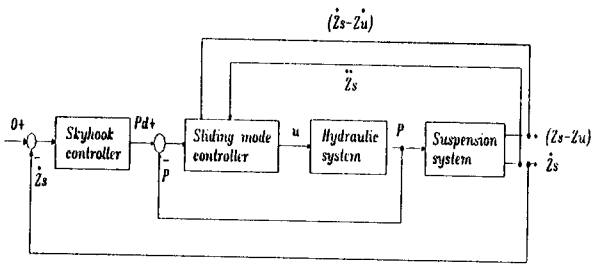 (Żs-Żu)
Z̈s
0+
Skyhook
controller
Pd+
-
P
Sliding mode
controller
u
Hydraulic
system
P
Suspension
system
(Zs-Zu)
Żs
-
Żs